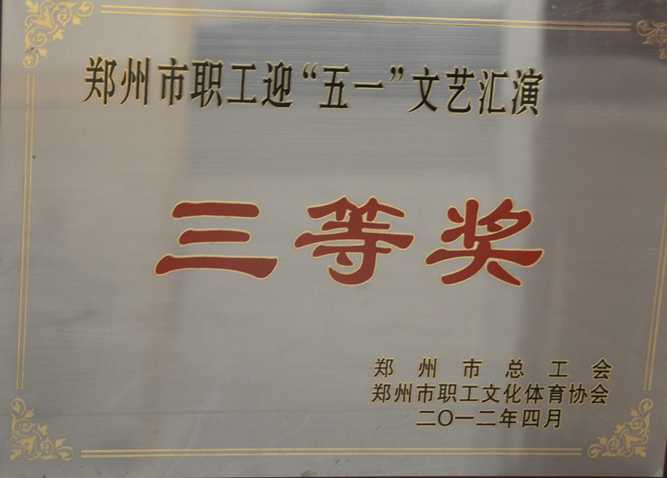 郑州市职工迎“五一”文艺汇演
三等奖
郑州市总工会
郑州市职工文化体育协会
二〇一二年四月